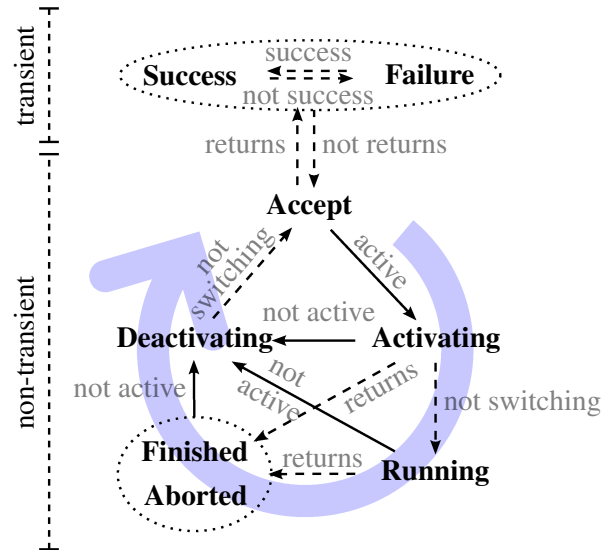 success
Success
Failure
not success
transient
returns
not returns
Accept
not
switching
active
not active
Deactivating
Activating
non-transient
not active
not
active
returns
not switching
Finished
returns
Running
Aborted